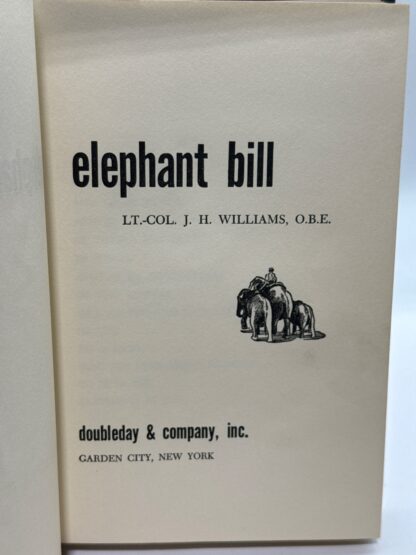 elephant bill
LT.-COL. J. H. WILLIAMS, O.B.E.
doubleday & company, inc.
GARDEN CITY, NEW YORK